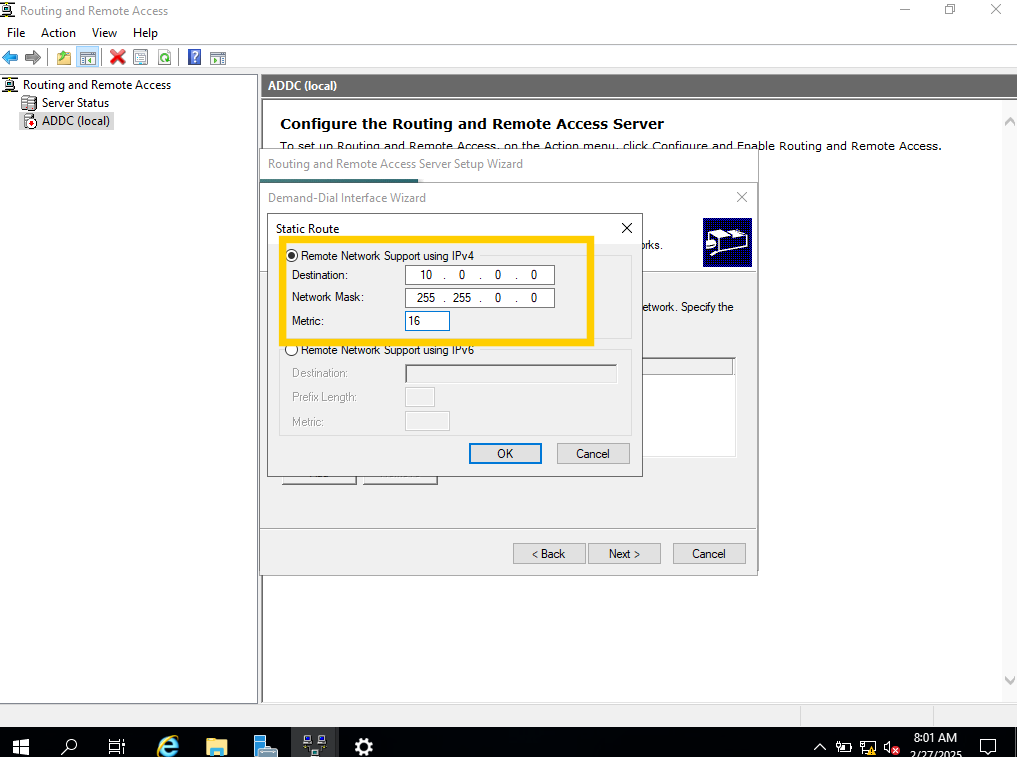 Routing and Remote Access
File Action View Help
Routing and Remote Access
Server Status
ADDC (local)
ADDC (local)
Configure the Routing and Remote Access Server
To set up Routing and Remote Access, on the Action menu, click Configure and Enable Routing and Remote Access.
Routing and Remote Access Server Setup Wizard
Demand-Dial Interface Wizard
Static Route
Remote Network Support using IPv4
Destination: 10 . 0 . 0 . 0
Network Mask: 255 . 255 . 0 . 0
Metric: 16
Remote Network Support using IPv6
Destination:
Prefix Length:
Metric:
OK Cancel
etwork. Specify the
< Back Next > Cancel
8:01 AM
2/27/2025